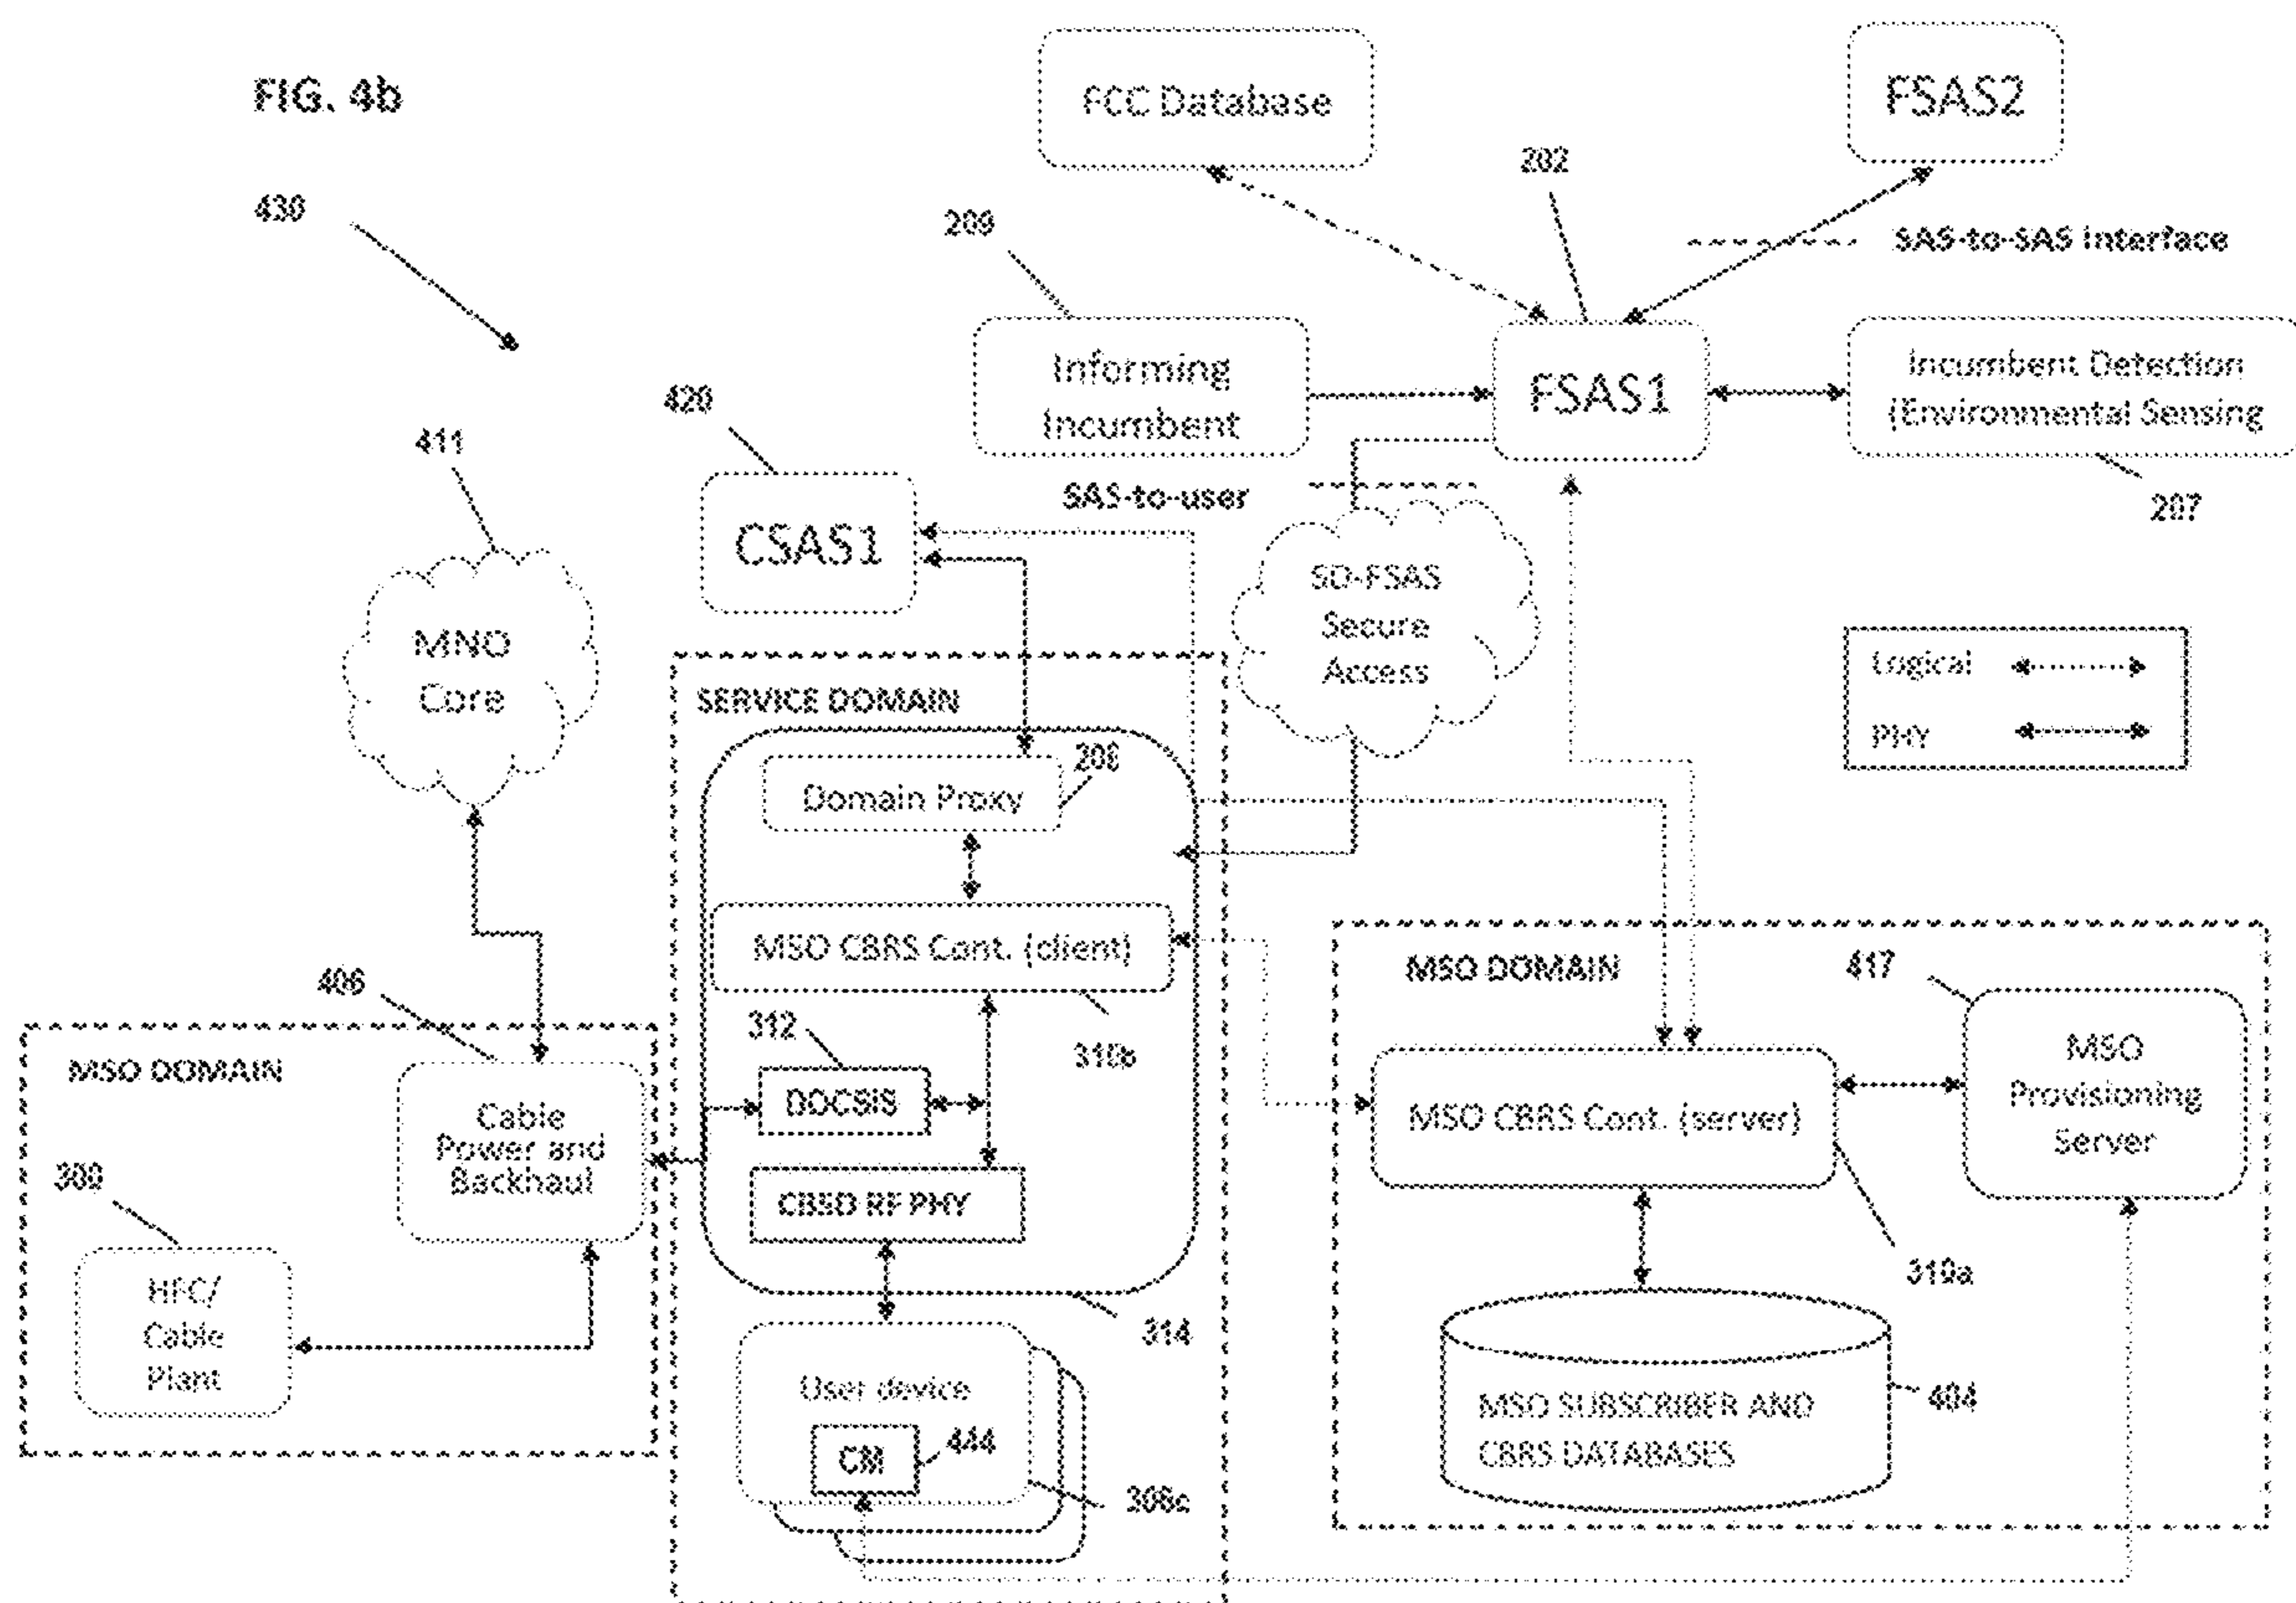 FIG. 4b
FCC Database
FSAS2
202
430
209
SAS-to-SAS Interface
Informing
Incumbent
FSAS1
Incumbent Detection
(Environmental Sensing
420
411
SAS-to-user
207
CSAS1
SD-FSAS
Secure
Access
MNO
Core
Logical
PHY
SERVICE DOMAIN
Domain Proxy
MSO CBRS Cont. (client)
MSO DOMAIN
417
406
312
MSO DOMAIN
MSO
Provisioning
Server
Cable
Power and
Backhaul
DOCSIS
MSO CBRS Cont. (server)
300
CBSD RF PHY
310a
HFC/
Cable
Plant
314
User device
CM
444
MSO SUBSCRIBER AND
CBRS DATABASES
404